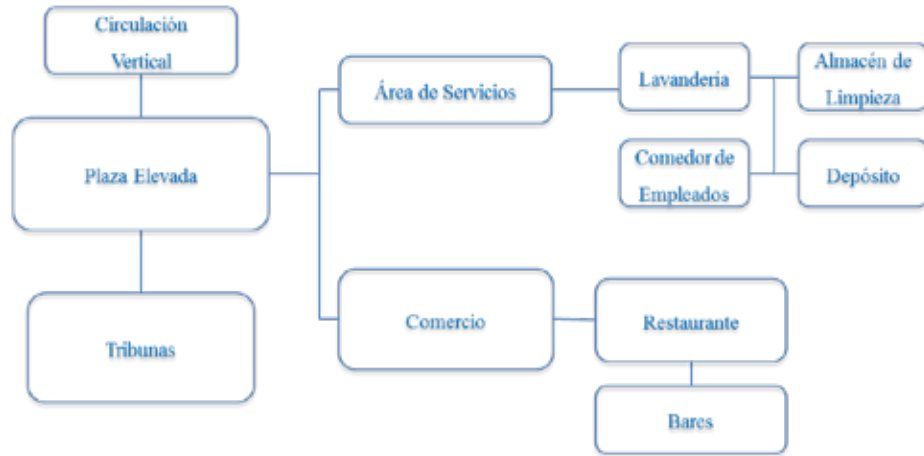 Circulación
Vertical
Plaza Elevada
Tribunas
Área de Servicios
Comercio
Lavandería
Almacén de
Limpieza
Comedor de
Empleados
Depósito
Restaurante
Bares